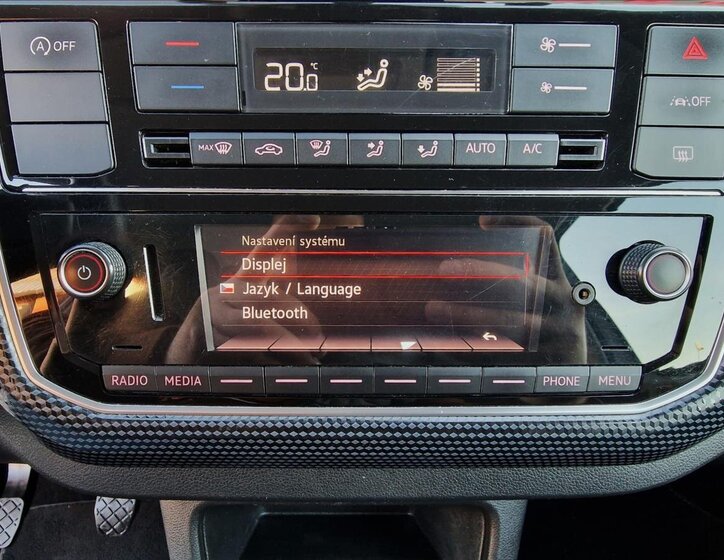 A OFF
20.0 °C
OFF
MAX
AUTO
A/C
Nastavení systému
Displej
Jazyk / Language
Bluetooth
RADIO
MEDIA
PHONE
MENU